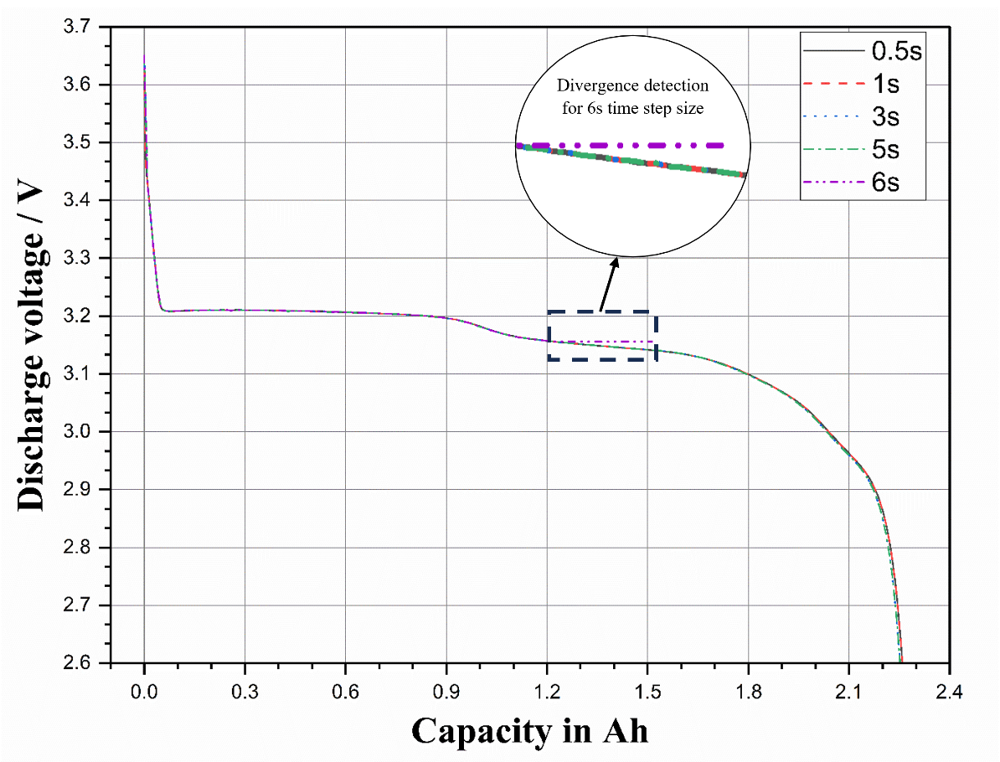 3.7
3.6
3.5
3.4
3.3
3.2
3.1
3.0
2.9
2.8
2.7
2.6
Discharge voltage / V
Divergence detection
for 6s time step size
0.5s
1s
3s
5s
6s
0.0 0.3 0.6 0.9 1.2 1.5 1.8 2.1 2.4
Capacity in Ah